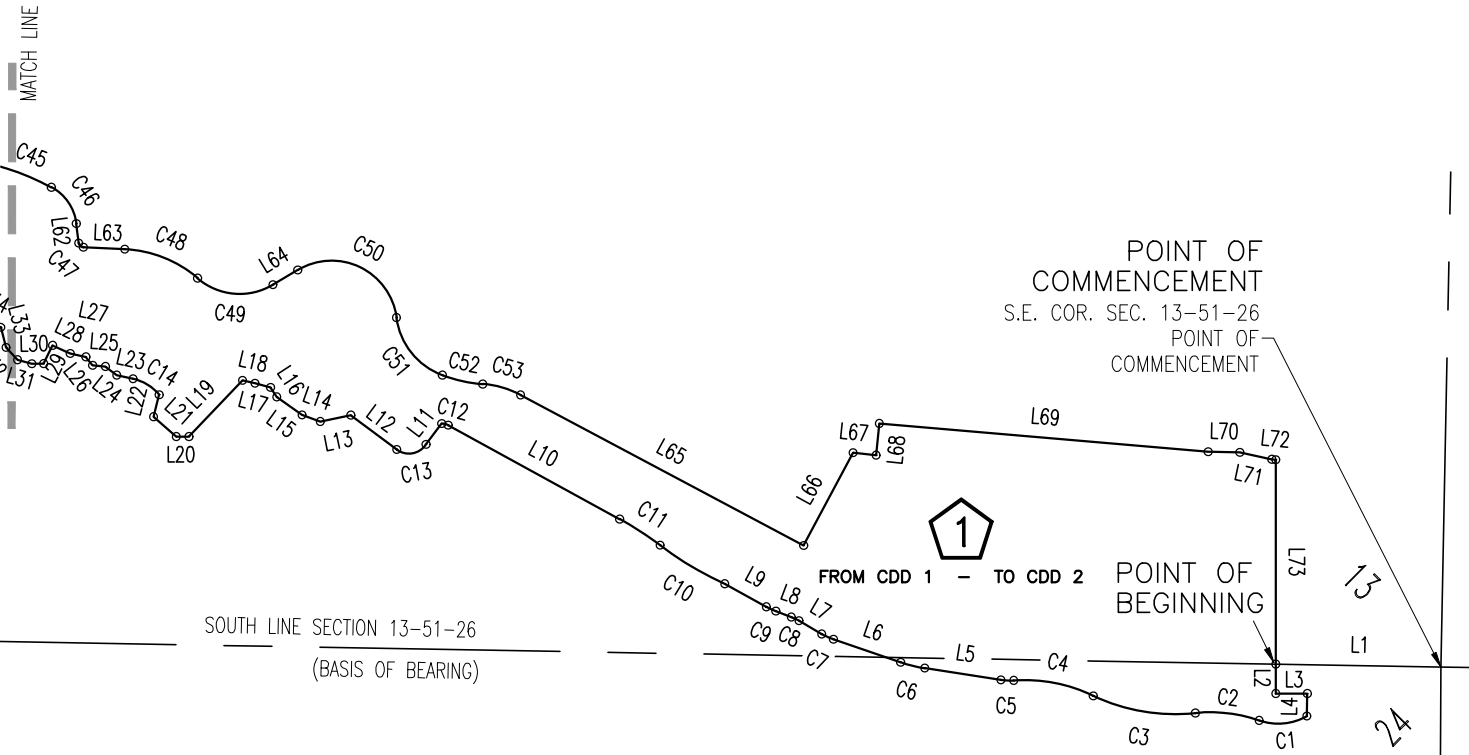 MATCH LINE
C45
C46
L62
C47
L63
C48
C49
L64
C50
C51
C52
C53
L33
L30
L31
L29
L28
L27
L26
L25
L24
L23
C14
L22
L21
L20
L19
L18
L17
L16
L15
L14
L13
L12
C13
L11
C12
L10
L65
C11
C10
L9
C9
L8
C8
L7
C7
L6
C6
L5
C5
C4
C3
C2
C1
L4
L3
L2
L1
L66
L67
L68
L69
L70
L71
L72
L73
POINT OF
COMMENCEMENT
S.E. COR. SEC. 13-51-26
POINT OF
COMMENCEMENT
1
FROM CDD 1 - TO CDD 2
POINT OF
BEGINNING
13
24
SOUTH LINE SECTION 13-51-26
(BASIS OF BEARING)